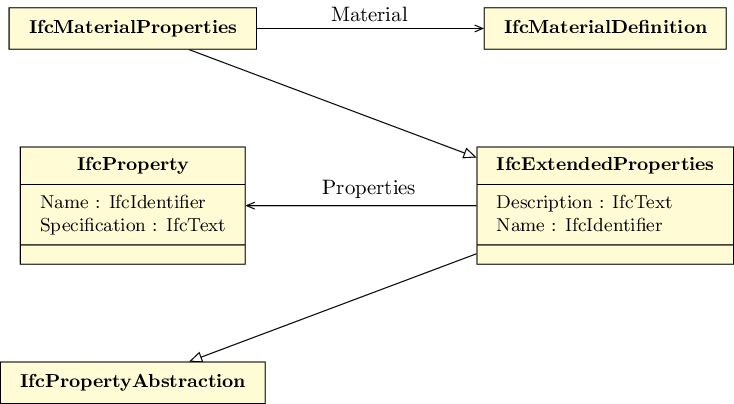 IfcMaterialProperties
Material
IfcMaterialDefinition
IfcProperty
Name : IfcIdentifier
Specification : IfcText
Properties
IfcExtendedProperties
Description : IfcText
Name : IfcIdentifier
IfcPropertyAbstraction